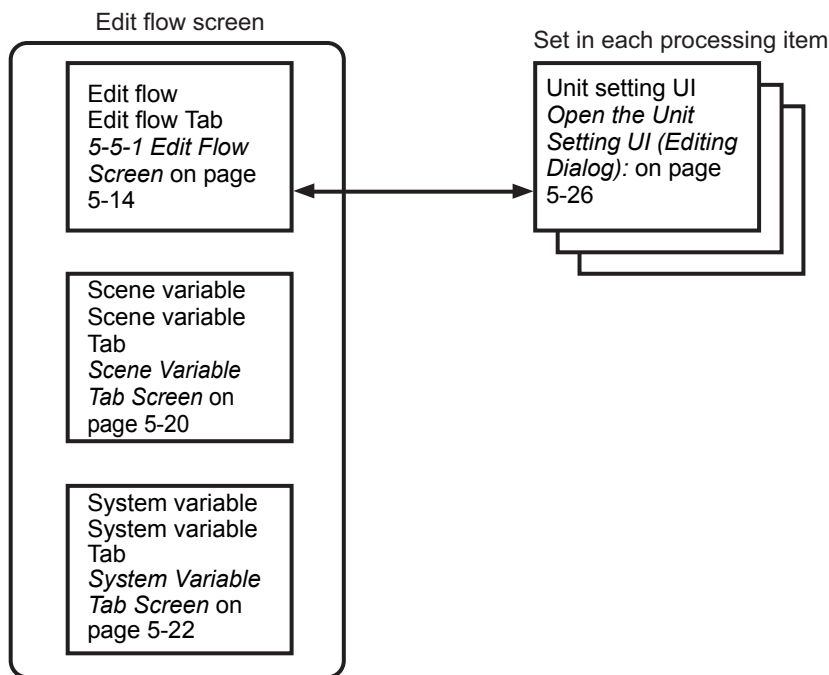 Edit flow screen
Edit flow
Edit flow Tab
5-5-1 Edit Flow
Screen on page
5-14
Scene variable
Scene variable
Tab
Scene Variable
Tab Screen on
page 5-20
System variable
System variable
Tab
System Variable
Tab Screen on
page 5-22
Set in each processing item
Unit setting UI
Open the Unit
Setting UI (Editing
Dialog): on page
5-26